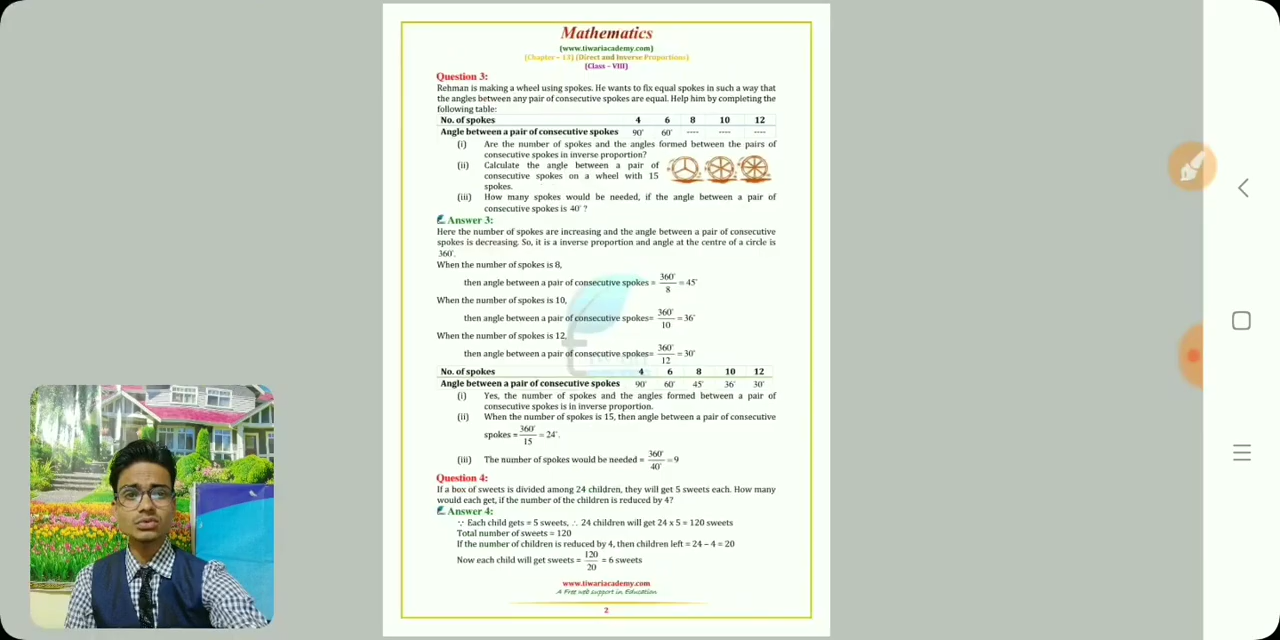 Mathematics
(www.tiwariacademy.com)
(Chapter – 13) (Direct and Inverse Proportions)
(Class – VIII)
Question 3:
Rehman is making a wheel using spokes. He wants to fix equal spokes in such a way that
the angles between any pair of consecutive spokes are equal. Help him by completing the
following table:
No. of spokes 4 6 8 10 12
Angle between a pair of consecutive spokes 90° 60° ---- ---- ----
(i) Are the number of spokes and the angles formed between the pairs of
consecutive spokes in inverse proportion?
(ii) Calculate the angle between a pair of
consecutive spokes on a wheel with 15
spokes.
(iii) How many spokes would be needed, if the angle between a pair of
consecutive spokes is 40° ?
Answer 3:
Here the number of spokes are increasing and the angle between a pair of consecutive
spokes is decreasing. So, it is a inverse proportion and angle at the centre of a circle is
360°.
When the number of spokes is 8,
then angle between a pair of consecutive spokes = 360°/8 = 45°
When the number of spokes is 10,
then angle between a pair of consecutive spokes= 360°/10 = 36°
When the number of spokes is 12,
then angle between a pair of consecutive spokes= 360°/12 = 30°
No. of spokes 4 6 8 10 12
Angle between a pair of consecutive spokes 90° 60° 45° 36° 30°
(i) Yes, the number of spokes and the angles formed between a pair of
consecutive spokes is in inverse proportion.
(ii) When the number of spokes is 15, then angle between a pair of consecutive
spokes = 360°/15 = 24°.
(iii) The number of spokes would be needed = 360°/40° = 9
Question 4:
If a box of sweets is divided among 24 children, they will get 5 sweets each. How many
would each get, if the number of the children is reduced by 4?
Answer 4:
∵ Each child gets = 5 sweets, ∴ 24 children will get 24 x 5 = 120 sweets
Total number of sweets = 120
If the number of children is reduced by 4, then children left = 24 – 4 = 20
Now each child will get sweets = 120/20 = 6 sweets
www.tiwariacademy.com
A Free web support in Education
2